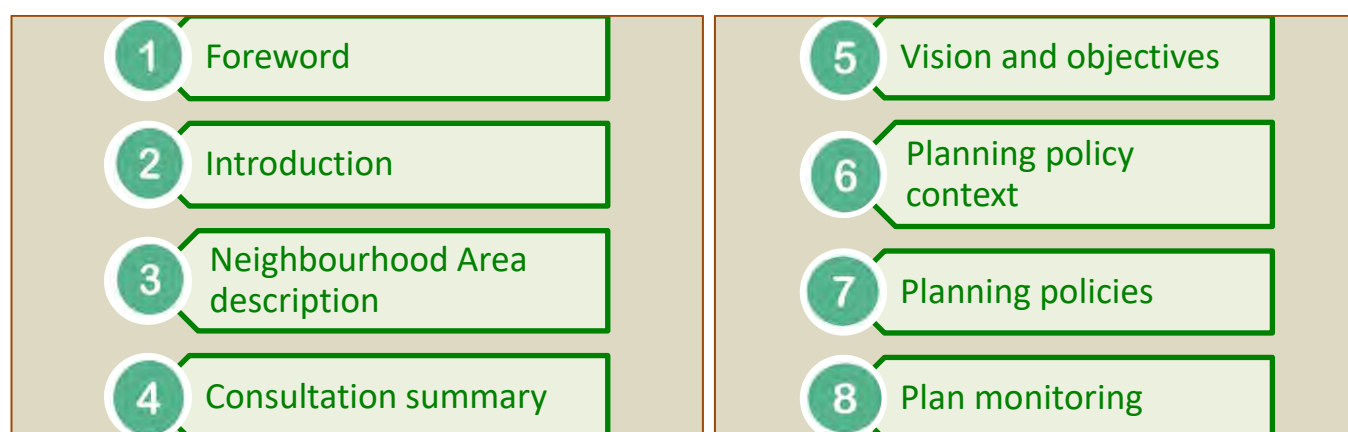 1 Foreword
2 Introduction
3 Neighbourhood Area
description
4 Consultation summary
5 Vision and objectives
6 Planning policy
context
7 Planning policies
8 Plan monitoring